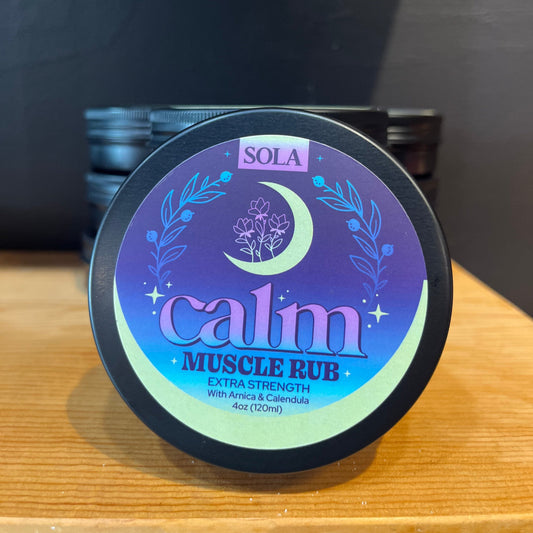 SOLA
calm
MUSCLE RUB
EXTRA STRENGTH
With Arnica & Calendula
4oz (120ml)